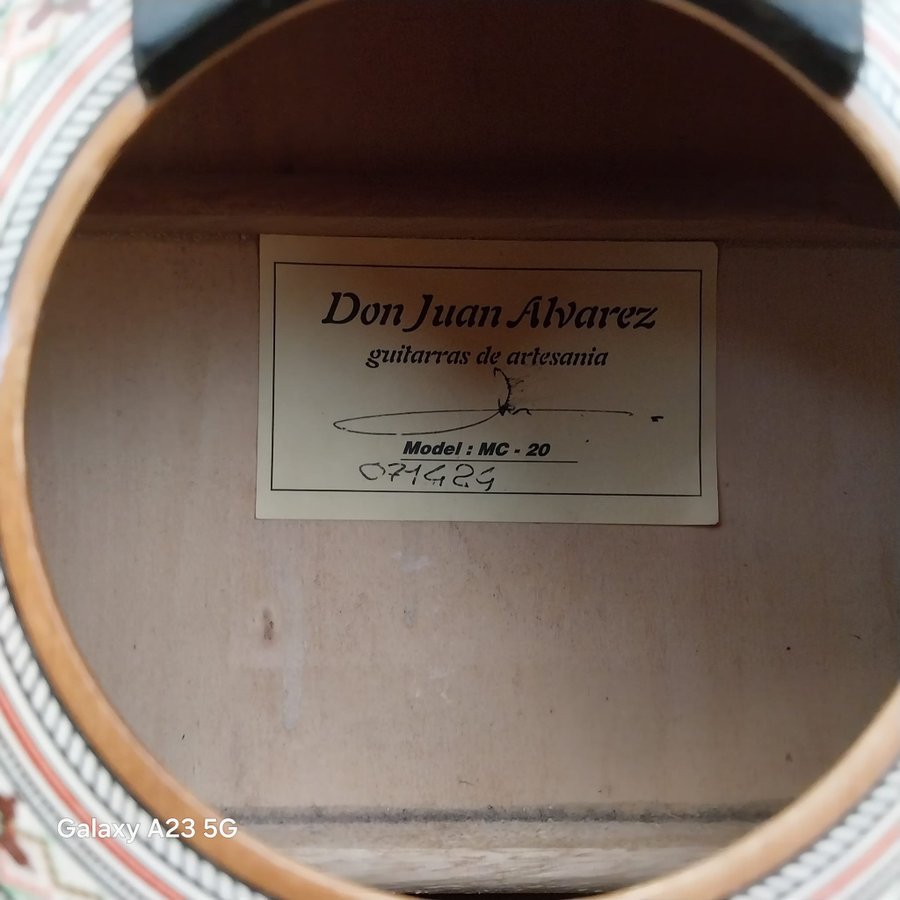 Don Juan Alvarez
guitarras de artesania
Model : MC - 20
071424
Galaxy A23 5G